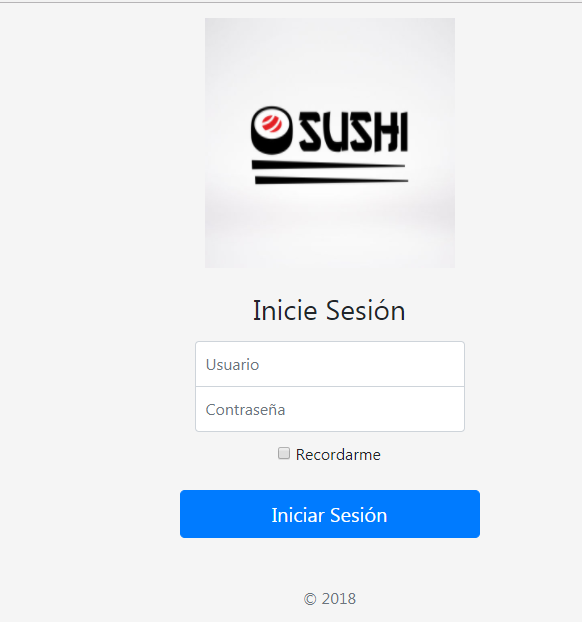 SUSHI
Inicie Sesión
Usuario
Contraseña
Recordarme
Iniciar Sesión
© 2018